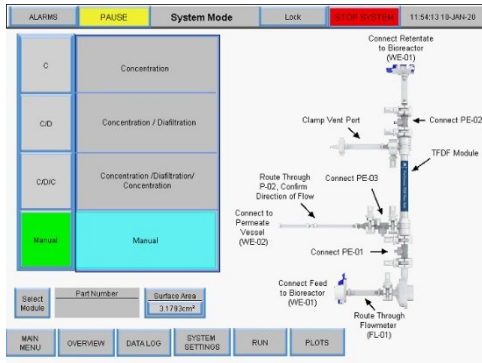 ALARMS
PAUSE
System Mode
Lock
STOP SYSTEM
11:54:13 10-JAN-20
C
Concentration
C/D
Concentration / Diafiltration
C/D/C
Concentration /Diafiltration/
Concentration
Manual
Manual
Select
Module
Part Number
Surface Area
3.1793cm²
Connect Retentate
to Bioreactor
(WE-01)
Clamp Vent Port
Connect PE-02
TFDF Module
Route Through
P-02, Confirm
Direction of Flow
Connect PE-03
Connect to
Permeate
Vessel
(WE-02)
Connect PE-01
Connect Feed
to Bioreactor
(WE-01)
Route Through
Flowmeter
(FL-01)
MAIN
MENU
OVERVIEW
DATALOG
SYSTEM
SETTINGS
RUN
PLOTS